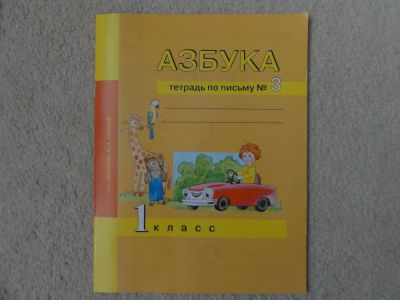 АЗБУКА
тетрадь по письму № 3
1 класс